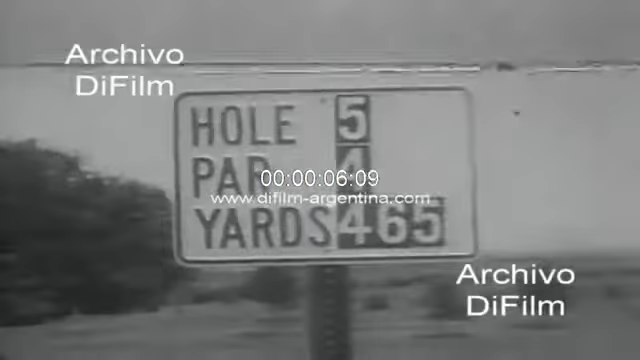 Archivo
DiFilm
HOLE 5
PAR 4
00:00:06:09
www.difilm-argentina.com
YARDS 465
Archivo
DiFilm